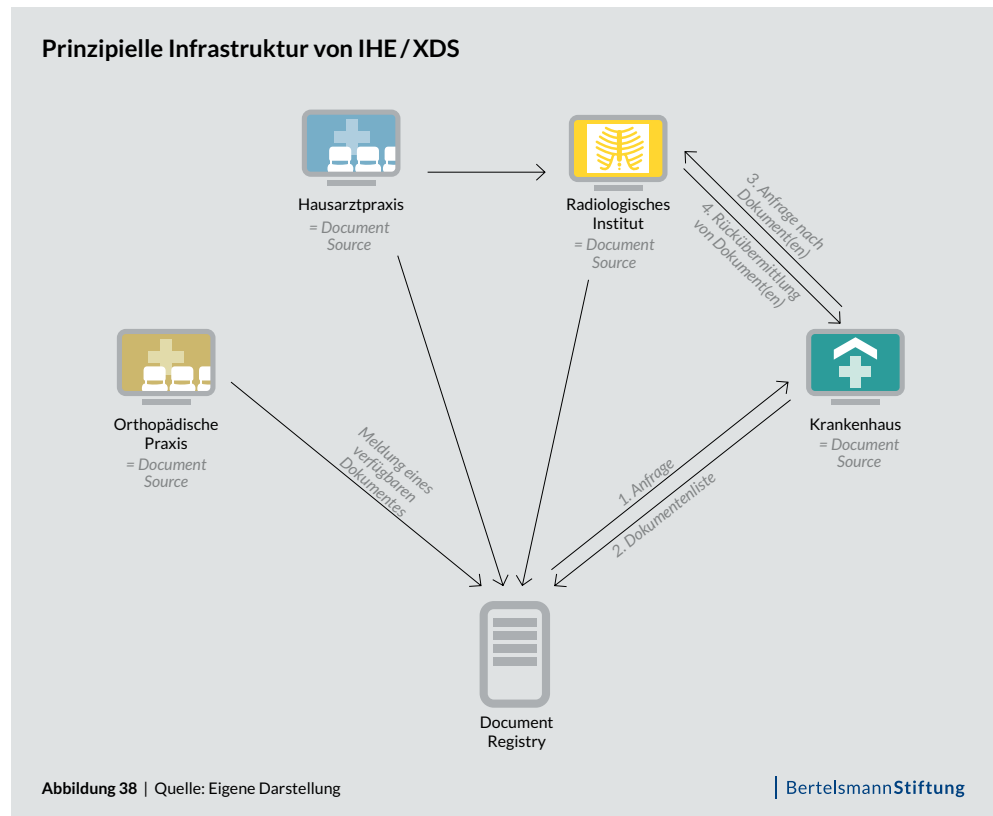 Prinzipielle Infrastruktur von IHE / XDS
Hausarztpraxis
= Document
Source
Radiologisches
Institut
= Document
Source
3. Anfrage nach
Dokument(en)
4. Rückübermittlung
von Dokument(en)
Orthopädische
Praxis
= Document
Source
Krankenhaus
= Document
Source
Meldung eines
verfügbaren
Dokumentes
1. Anfrage
2. Dokumentenliste
Document
Registry
Abbildung 38 | Quelle: Eigene Darstellung
BertelsmannStiftung